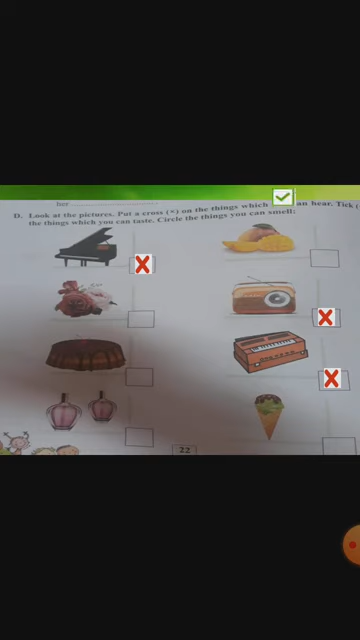 her
D. Look at the pictures. Put a cross (×) on the things which an hear. Tick (
the things which you can taste. Circle the things you can smell:
22